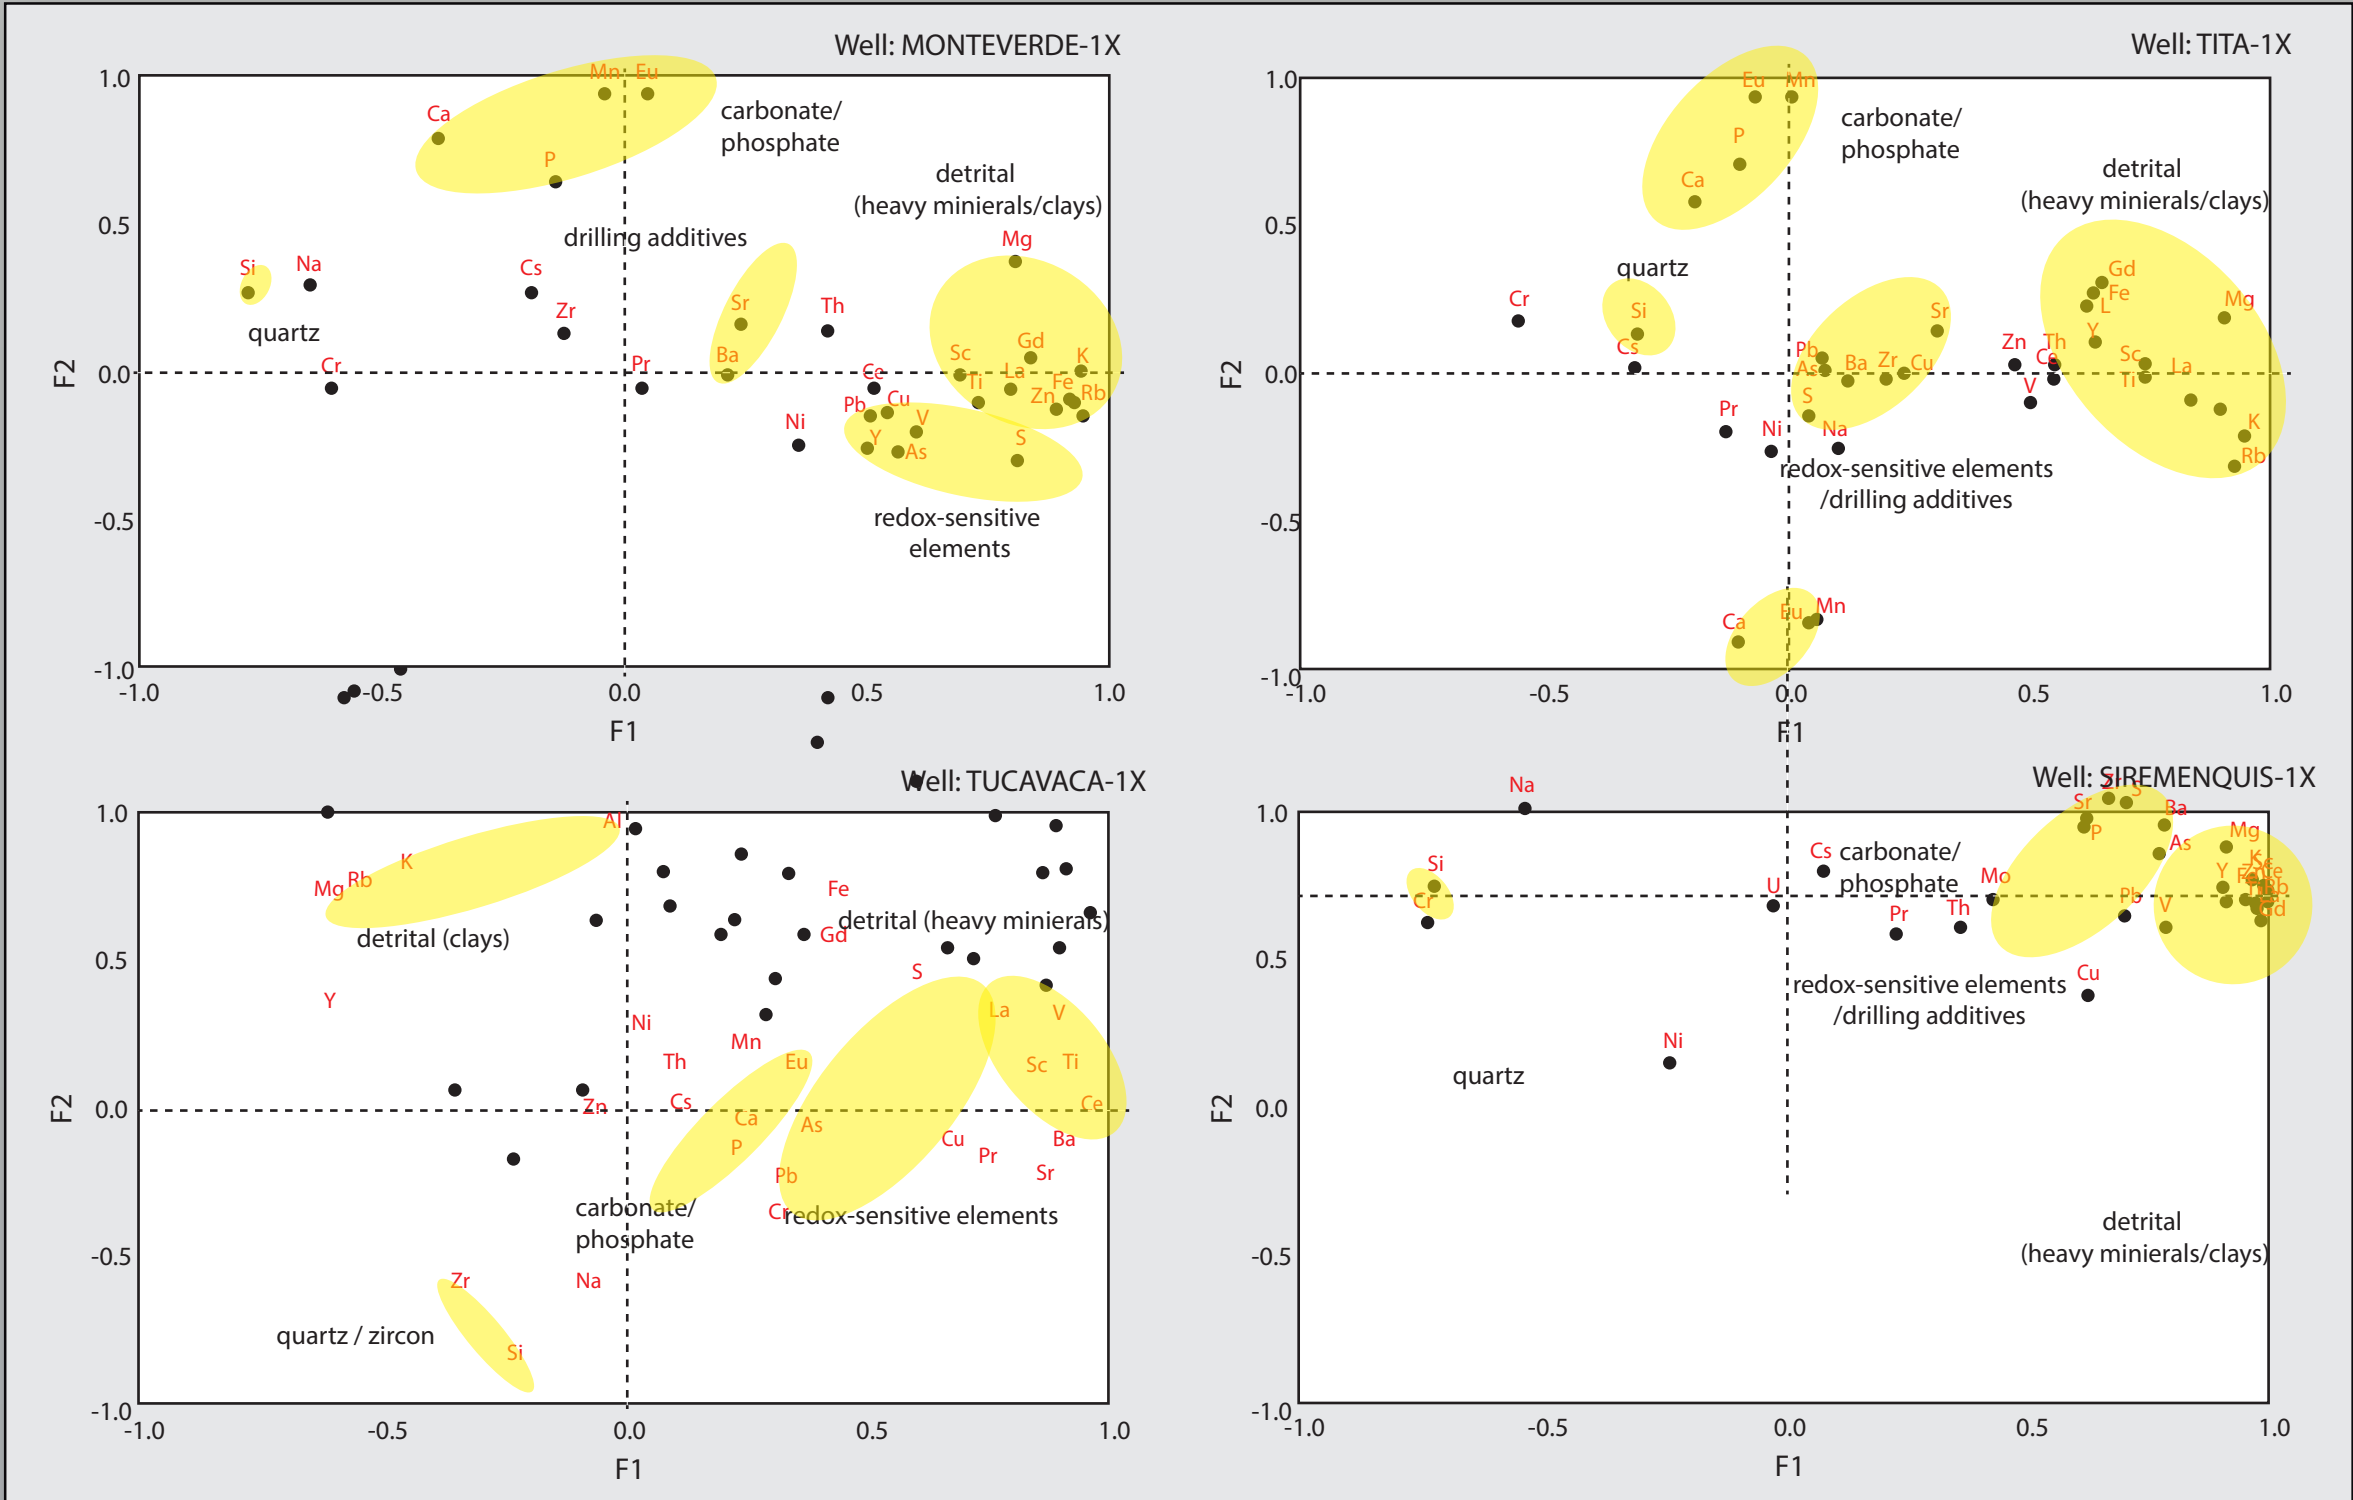 Well: MONTEVERDE-1X
1.0
Mn Eu
Ca
carbonate/
phosphate
P
detrital
(heavy minierals/clays)
0.5
drilling additives
Mg
Si Na
Cs
Sr
Th
Zr
quartz
Gd
Ba
Sc
K
Cr
Pr
Ce
La
F2
0.0
Ti
Fe
Zn
Rb
Pb
Cu
V
Ni
Y
As
S
-0.5
redox-sensitive
elements
-1.0
-1.0 -0.5 0.0 0.5 1.0
F1
Well: TITA-1X
1.0
Eu Mn
carbonate/
phosphate
P
detrital
(heavy minierals/clays)
Ca
0.5
quartz
Gd
Fe
Mg
L
Cr
Si
Sr
Y
Cs
Pb
Zn
Th
Ce
Sc
As
Ba
Zr
Cu
La
F2
0.0
Ti
V
S
Pr
Ni
Na
K
Rb
redox-sensitive elements
/drilling additives
-0.5
Ca
Eu
Mn
-1.0
-1.0 -0.5 0.0 0.5 1.0
F1
Well: TUCAVACA-1X
1.0
Al
K
Mg
Rb
Fe
detrital (heavy minierals)
detrital (clays)
Gd
0.5
S
Y
La
V
Ni
Mn
Th
Eu
Sc
Ti
Cs
Zn
Ce
F2
0.0
Ca
As
P
Cu
Ba
Pr
Pb
Sr
carbonate/
phosphate
Cr
redox-sensitive elements
-0.5
Zr
Na
quartz / zircon
Si
-1.0
-1.0 -0.5 0.0 0.5 1.0
F1
Well: SIREMENQUIS-1X
Na
Zr
S
1.0
Sr
Ba
P
Mg
As
Cs
carbonate/
phosphate
Si
K
Sc
Y
Mo
U
Cr
Pb
V
Pr
Th
Gd
0.5
Cu
redox-sensitive elements
/drilling additives
Ni
quartz
F2
0.0
detrital
(heavy minierals/clays)
-0.5
-1.0
-1.0 -0.5 0.0 0.5 1.0
F1